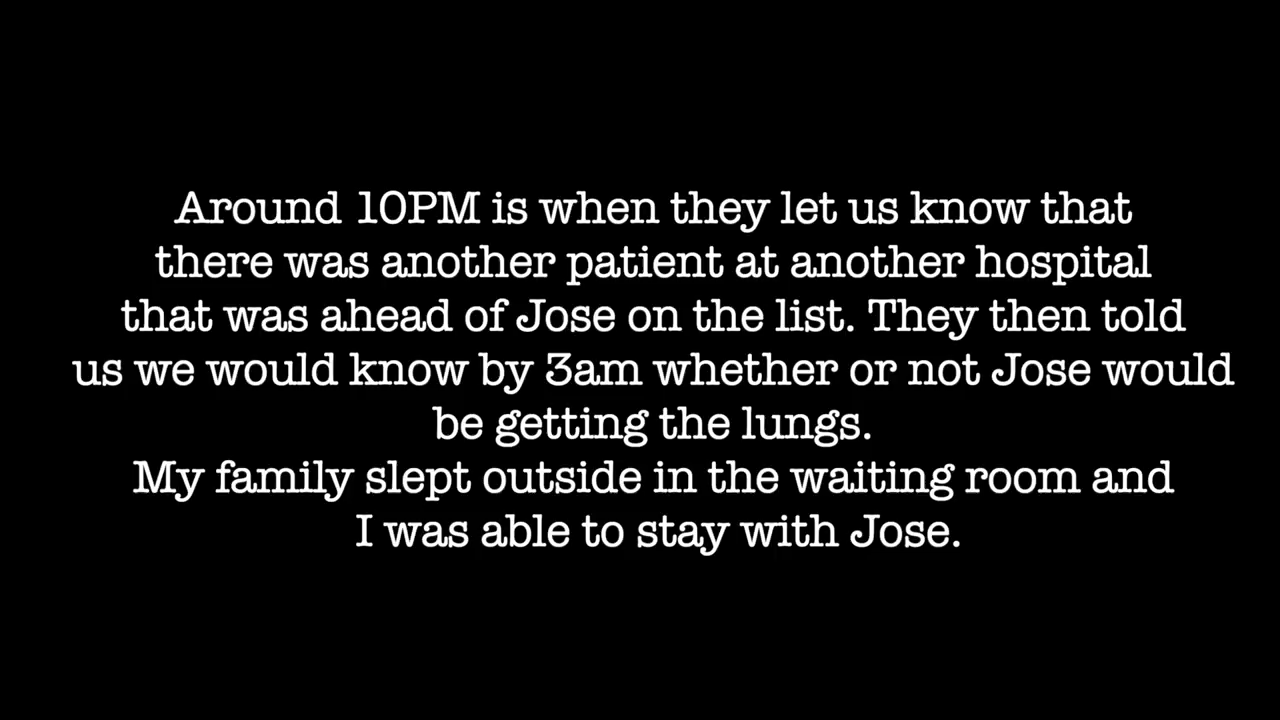 Around 10PM is when they let us know that
there was another patient at another hospital
that was ahead of Jose on the list. They then told
us we would know by 3am whether or not Jose would
be getting the lungs.
My family slept outside in the waiting room and
I was able to stay with Jose.